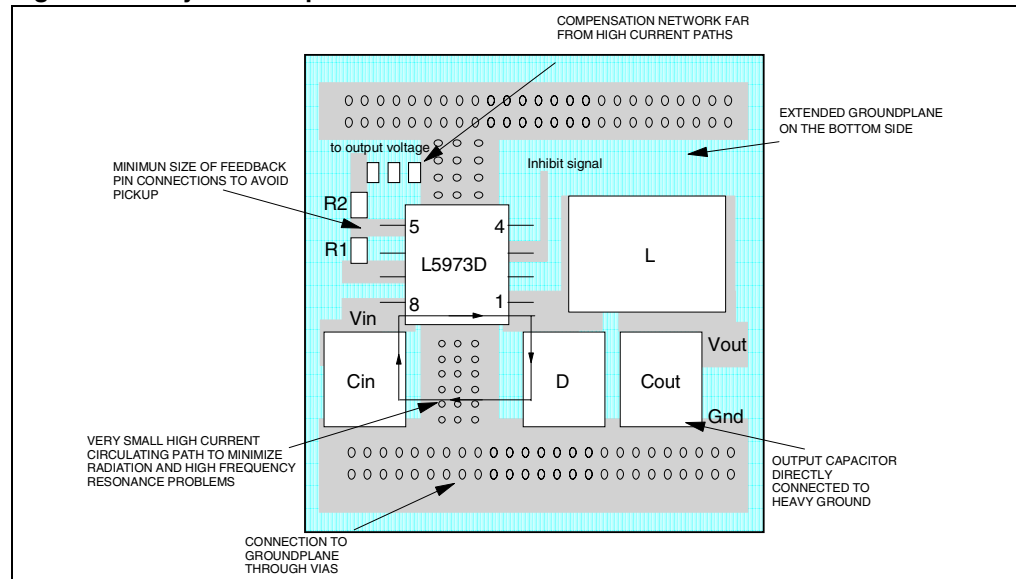 COMPENSATION NETWORK FAR
FROM HIGH CURRENT PATHS
EXTENDED GROUNDPLANE
ON THE BOTTOM SIDE
to output voltage
Inhibit signal
MINIMUN SIZE OF FEEDBACK
PIN CONNECTIONS TO AVOID
PICKUP
R2
5
4
R1
L5973D
L
8
1
Vin
Vout
Cin
D
Cout
Gnd
VERY SMALL HIGH CURRENT
CIRCULATING PATH TO MINIMIZE
RADIATION AND HIGH FREQUENCY
RESONANCE PROBLEMS
OUTPUT CAPACITOR
DIRECTLY
CONNECTED TO
HEAVY GROUND
CONNECTION TO
GROUNDPLANE
THROUGH VIAS